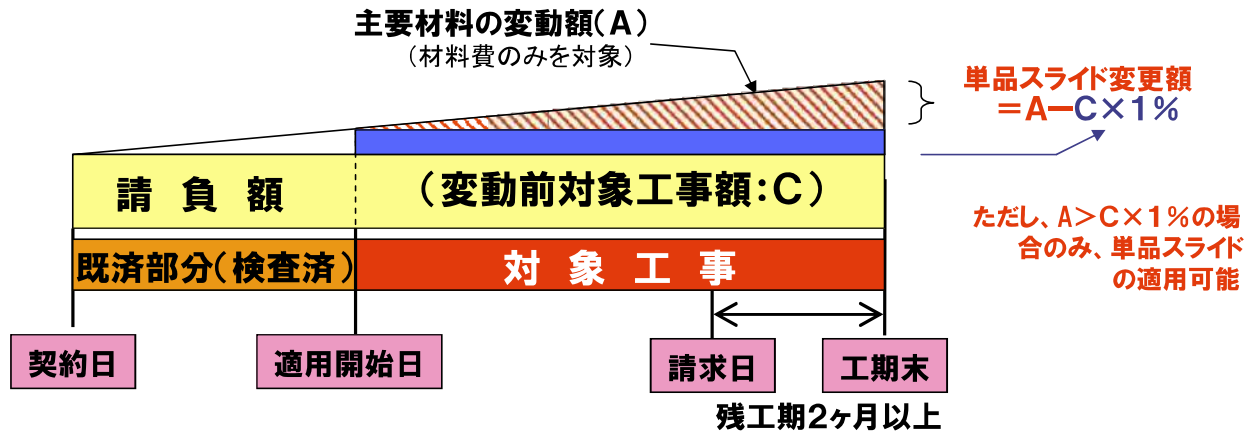 主要材料の変動額(A)
(材料費のみを対象)
単品スライド変更額
＝A－C×1％
請負額
(変動前対象工事額:C)
ただし、A＞C×1％の場
合のみ、単品スライド
の適用可能
既済部分(検査済)
対象工事
契約日
適用開始日
請求日
工期末
残工期2ヶ月以上